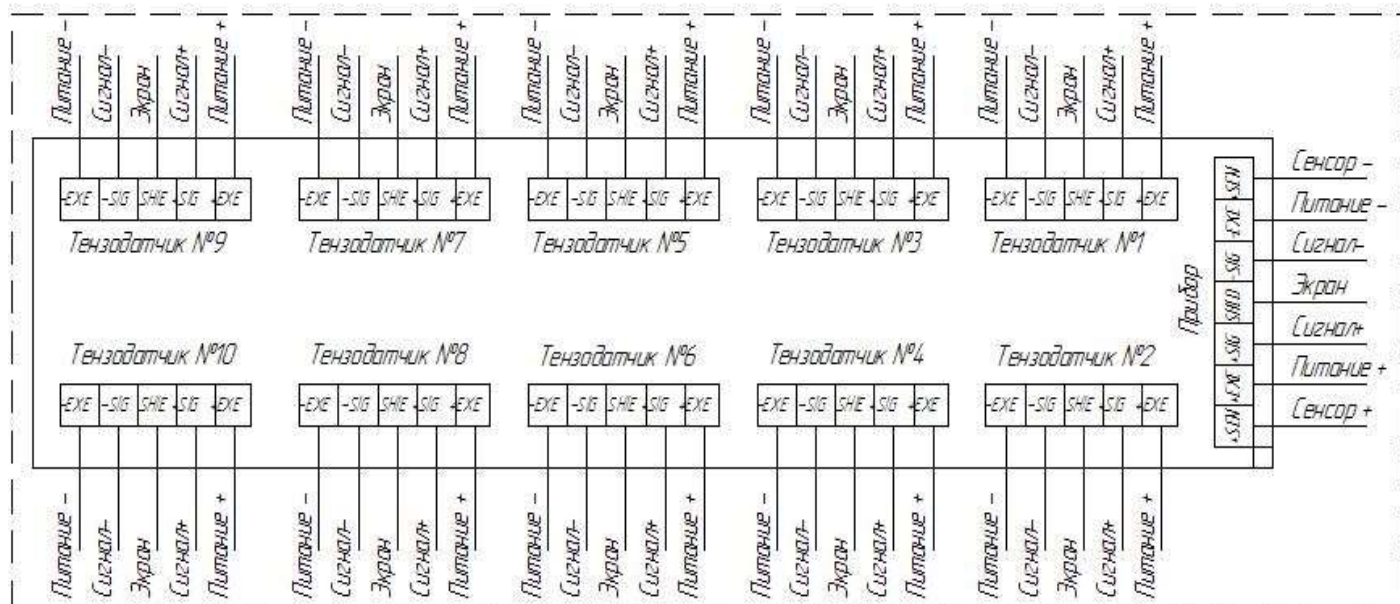 Питание - Сигнал- Экран Сигнал+ Питание +
Питание - Сигнал- Экран Сигнал+ Питание +
Питание - Сигнал- Экран Сигнал+ Питание +
Питание - Сигнал- Экран Сигнал+ Питание +
Питание - Сигнал- Экран Сигнал+ Питание +
-EXE -SIG SHIE +SIG +EXE
Тензодатчик №9
-EXE -SIG SHIE +SIG +EXE
Тензодатчик №7
-EXE -SIG SHIE +SIG +EXE
Тензодатчик №5
-EXE -SIG SHIE +SIG +EXE
Тензодатчик №3
-EXE -SIG SHIE +SIG +EXE
Тензодатчик №1
Тензодатчик №10
-EXE -SIG SHIE +SIG +EXE
Тензодатчик №8
-EXE -SIG SHIE +SIG +EXE
Тензодатчик №6
-EXE -SIG SHIE +SIG +EXE
Тензодатчик №4
-EXE -SIG SHIE +SIG +EXE
Тензодатчик №2
-EXE -SIG SHIE +SIG +EXE
Питание - Сигнал- Экран Сигнал+ Питание +
Питание - Сигнал- Экран Сигнал+ Питание +
Питание - Сигнал- Экран Сигнал+ Питание +
Питание - Сигнал- Экран Сигнал+ Питание +
Питание - Сигнал- Экран Сигнал+ Питание +
Прибор
-EXE
-SIG
+SIG
+EXE
+SEN
Сенсор -
Питание -
Сигнал-
Экран
Сигнал+
Питание +
Сенсор +